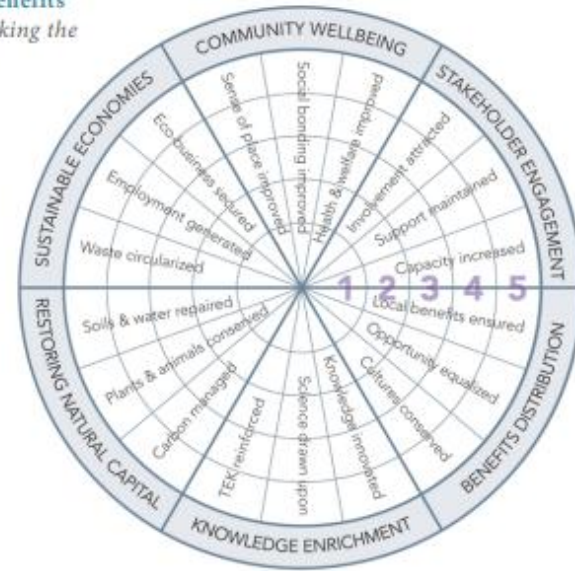 king the
COMMUNITY WELLBEING
Sense of place improved
Social bonding improved
Health & welfare improved
STAKEHOLDER ENGAGEMENT
Involvement attracted
Support maintained
Capacity increased
1 2 3 4 5
BENEFITS DISTRIBUTION
Local benefits ensured
Opportunity equalized
Cultures conserved
KNOWLEDGE ENRICHMENT
Knowledge innovated
Science drawn upon
TEK reinforced
RESTORING NATURAL CAPITAL
Carbon managed
Plants & animals conserved
Soils & water repaired
SUSTAINABLE ECONOMIES
Waste circularized
Employment generated
Eco-business sequred